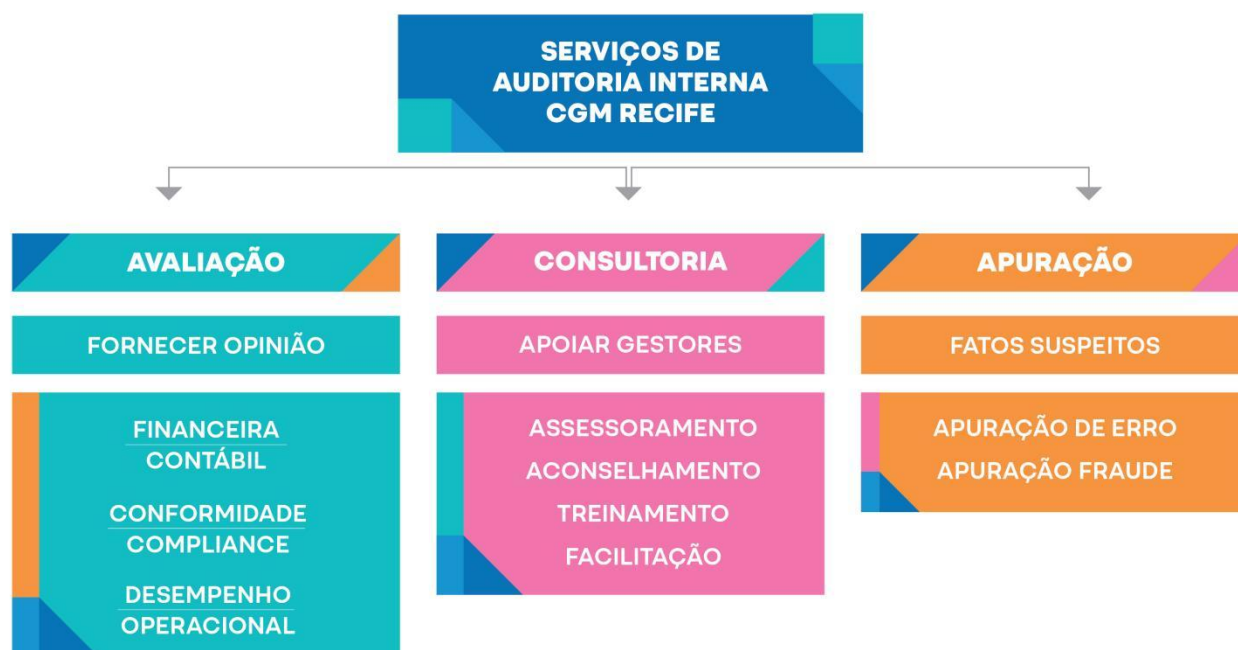 SERVIÇOS DE
AUDITORIA INTERNA
CGM RECIFE
AVALIAÇÃO
FORNECER OPINIÃO
FINANCEIRA
CONTÁBIL
CONFORMIDADE
COMPLIANCE
DESEMPENHO
OPERACIONAL
CONSULTORIA
APOIAR GESTORES
ASSESSORAMENTO
ACONSELHAMENTO
TREINAMENTO
FACILITAÇÃO
APURAÇÃO
FATOS SUSPEITOS
APURAÇÃO DE ERRO
APURAÇÃO FRAUDE